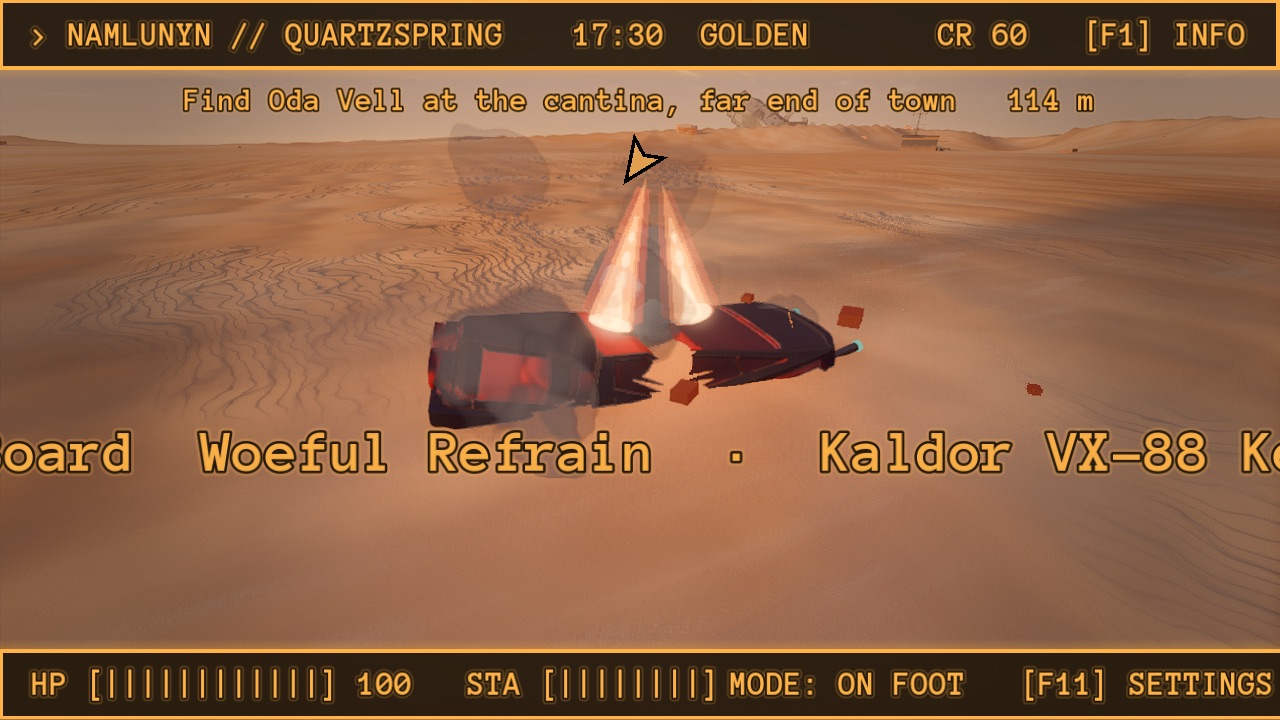 › NAMLUNYN // QUARTZSPRING 17:30 GOLDEN CR 60 [F1] INFO
Find Oda Vell at the cantina, far end of town 114 m
Woeful Refrain · Kaldor VX—88
HP [||||||||||||] 100 STA [||||||||] MODE: ON FOOT [F11] SETTINGS